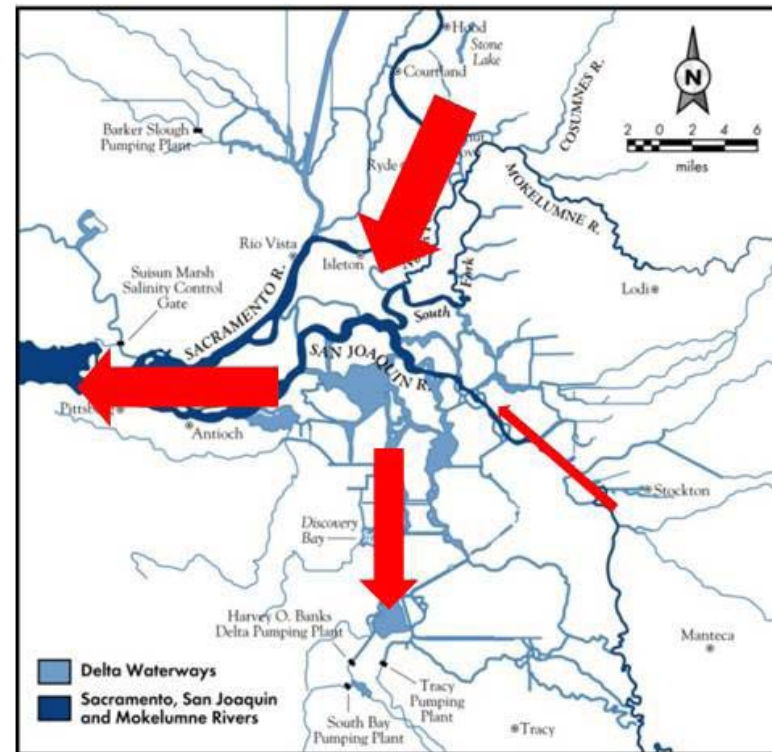 Hood
Stone
Lake
Courtland
N
COSUMNES R.
Barker Slough
Pumping Plant
Ryde
2 0 2 4 6
miles
MOKELUMNE R.
Rio Vista
Isleton
Suisun Marsh
Salinity Control
Gate
SACRAMENTO R.
Fork
South
Lodi
SAN JOAQUIN R.
Antioch
Stockton
Discovery
Bay
Harvey O. Banks
Delta Pumping Plant
Manteca
Delta Waterways
Sacramento, San Joaquin
and Mokelumne Rivers
Tracy
Pumping
Plant
South Bay
Pumping Plant
Tracy